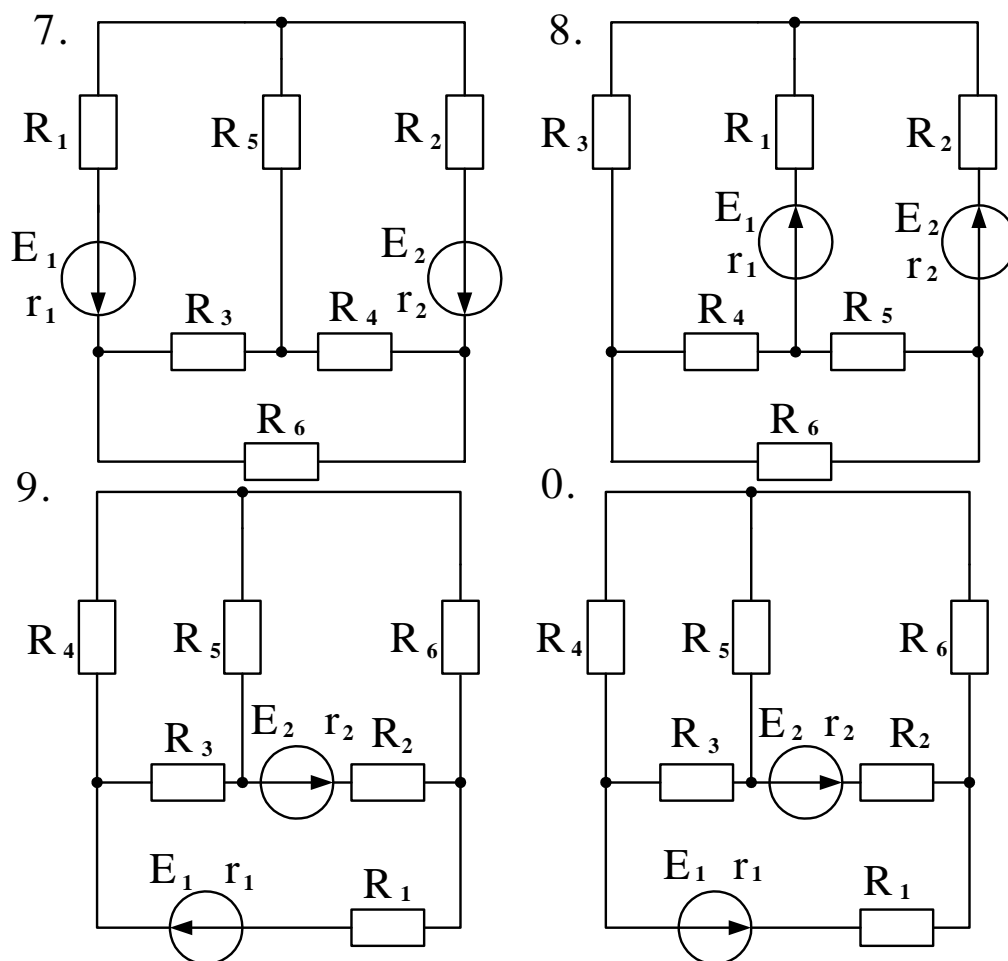 7.
R1 R5 R2
E1 r1 E2 r2
R3 R4
R6
8.
R3 R1 R2
E1 r1 E2 r2
R4 R5
R6
9.
R4 R5 R6
R3 E2 r2 R2
E1 r1 R1
0.
R4 R5 R6
R3 E2 r2 R2
E1 r1 R1